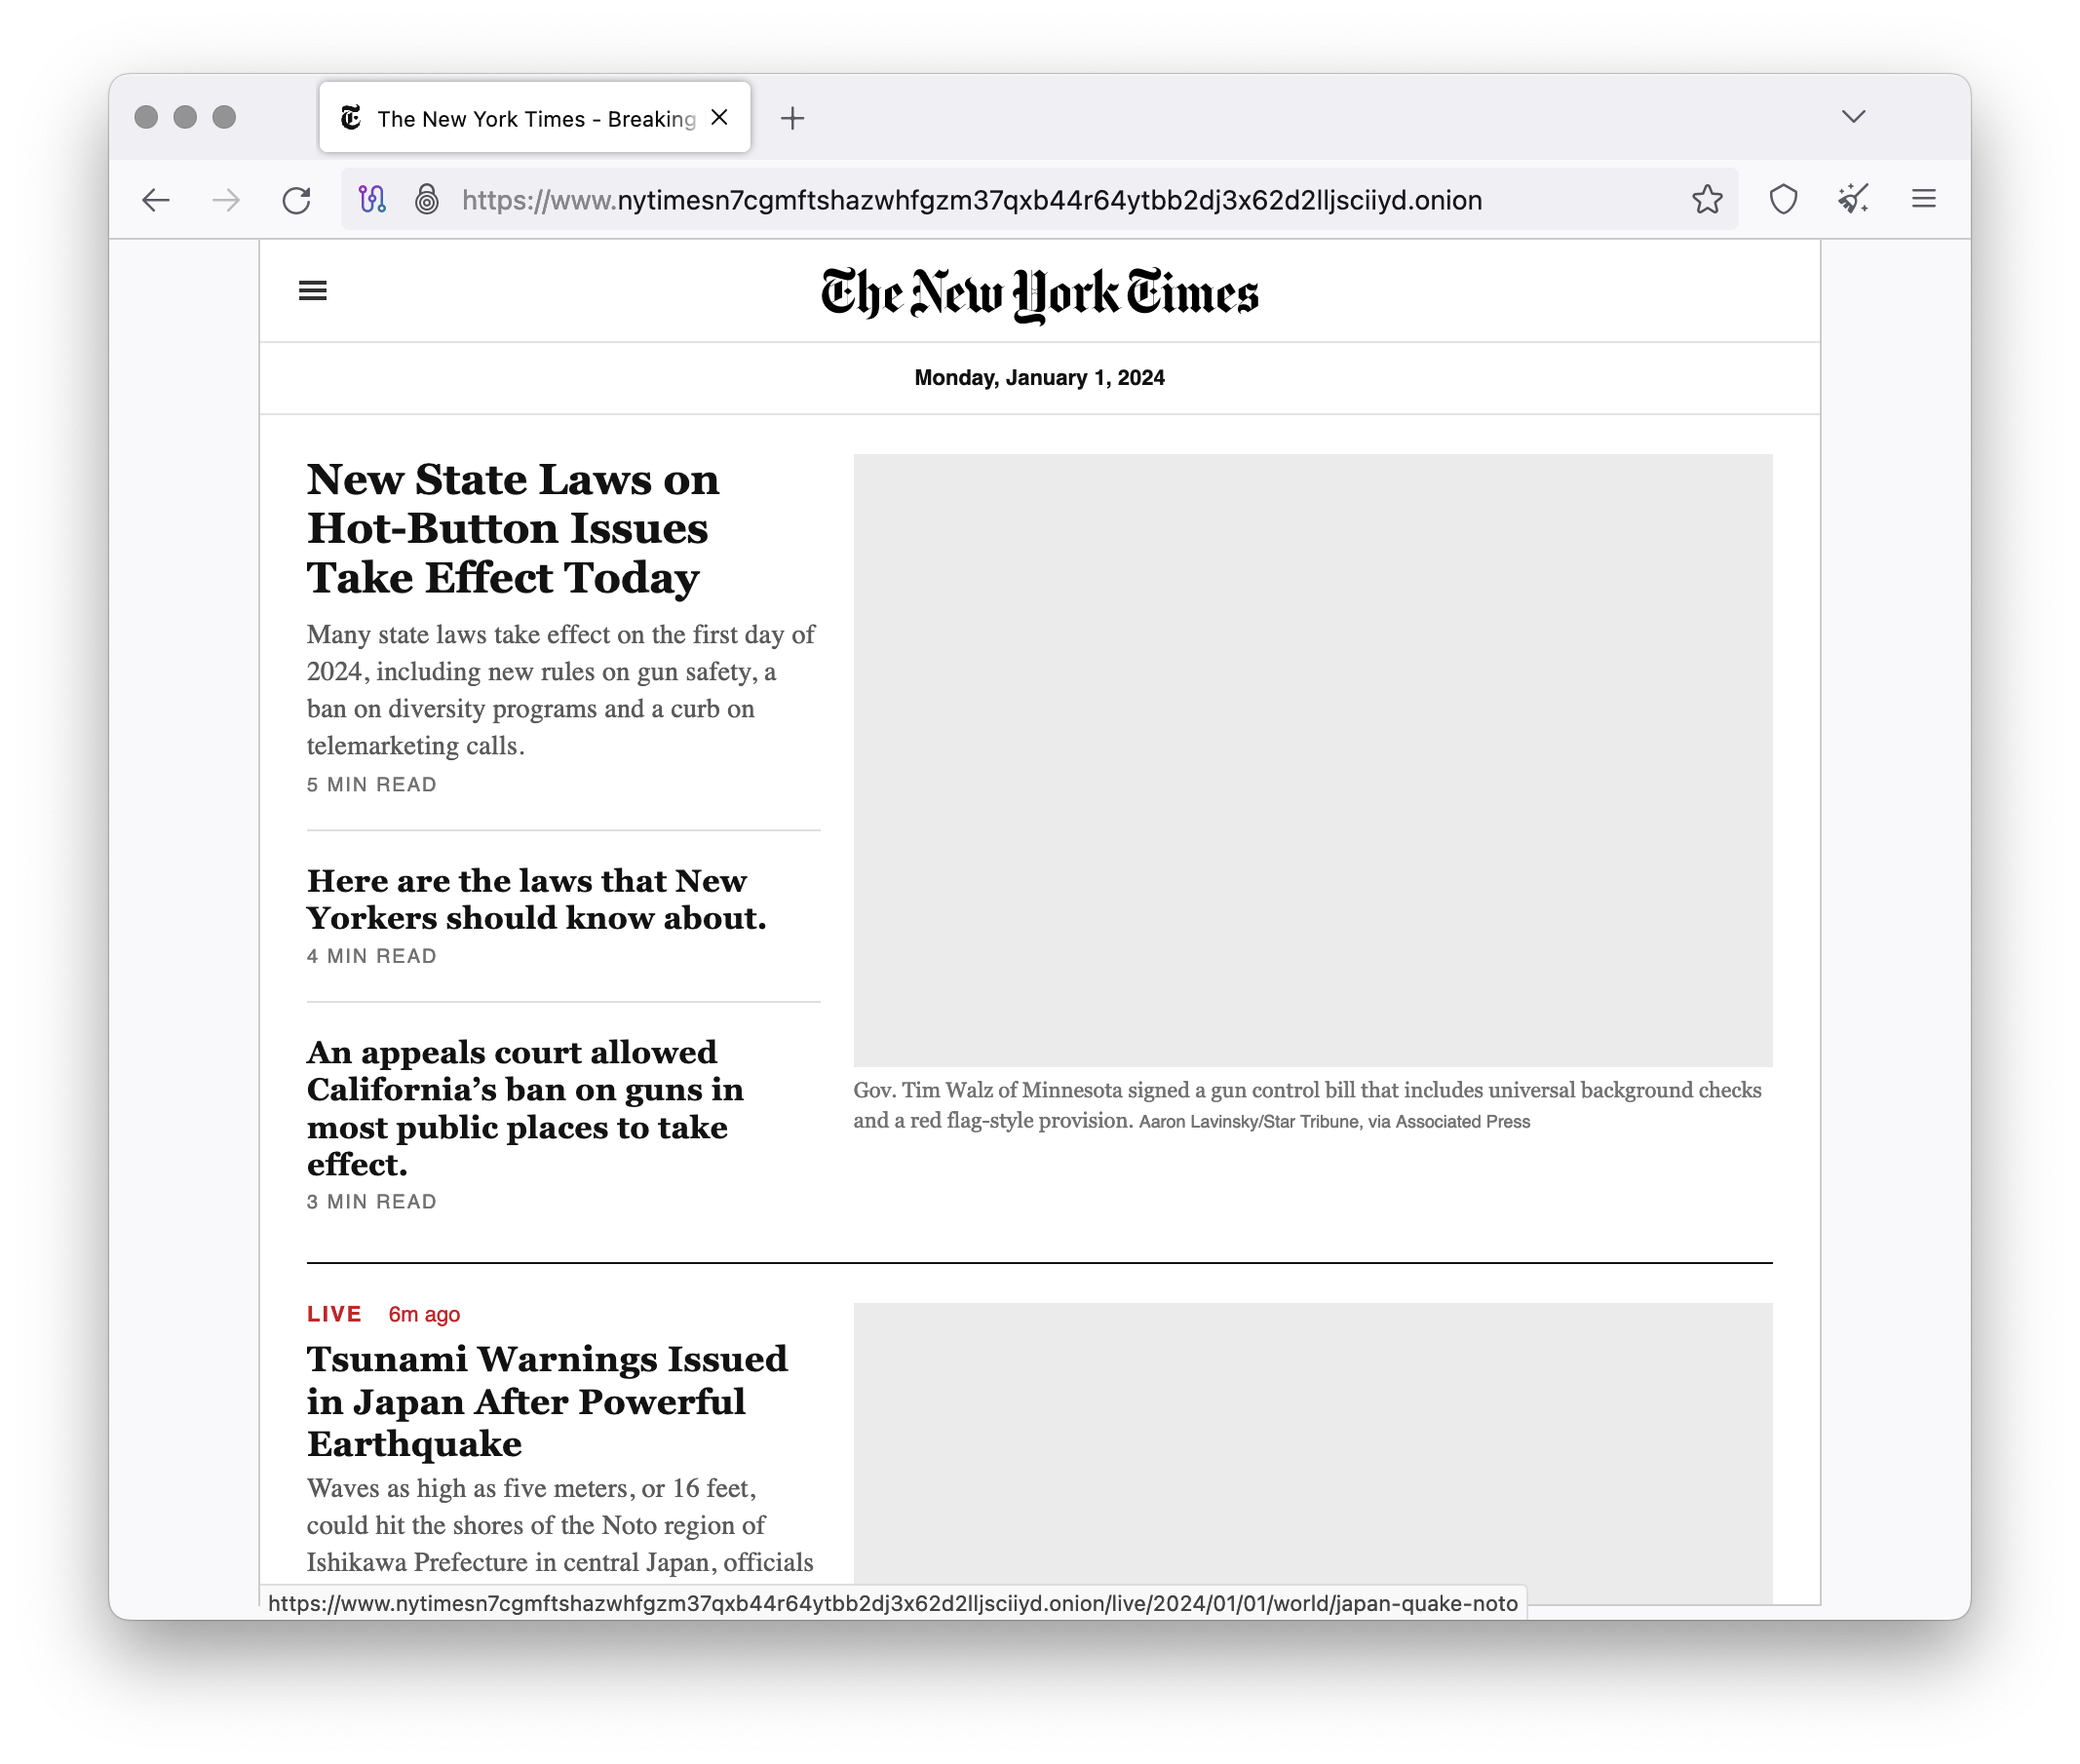 The New York Times - Breaking
https://www.nytimesn7cgmftshazwhfgzm37qxb44r64ytbb2dj3x62d2lljsciiyd.onion
The New York Times
Monday, January 1, 2024
New State Laws on
Hot-Button Issues
Take Effect Today
Many state laws take effect on the first day of
2024, including new rules on gun safety, a
ban on diversity programs and a curb on
telemarketing calls.
5 MIN READ
Here are the laws that New
Yorkers should know about.
4 MIN READ
An appeals court allowed
California’s ban on guns in
most public places to take
effect.
3 MIN READ
Gov. Tim Walz of Minnesota signed a gun control bill that includes universal background checks
and a red flag-style provision. Aaron Lavinsky/Star Tribune, via Associated Press
LIVE 6m ago
Tsunami Warnings Issued
in Japan After Powerful
Earthquake
Waves as high as five meters, or 16 feet,
could hit the shores of the Noto region of
Ishikawa Prefecture in central Japan, officials
https://www.nytimesn7cgmftshazwhfgzm37qxb44r64ytbb2dj3x62d2lljsciiyd.onion/live/2024/01/01/world/japan-quake-noto